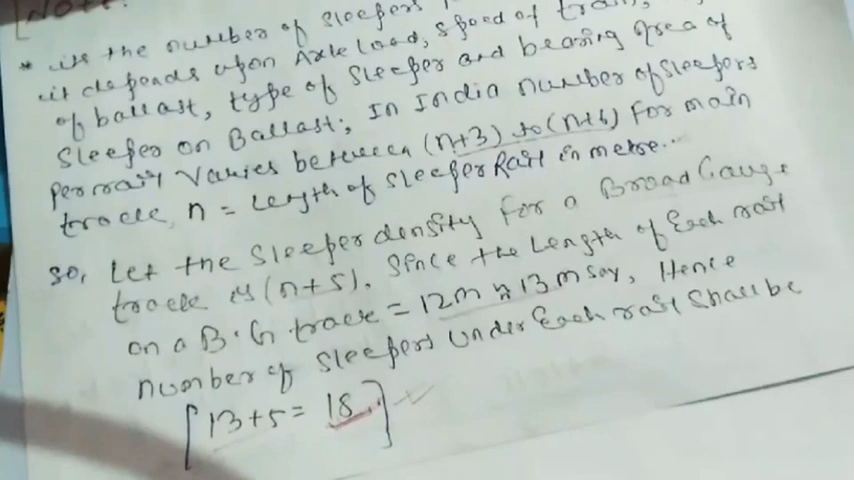 [Note:
* it is the number of sleepers
it depends upon Axle load, speed of train,
of ballast, type of sleeper and bearing area of
sleeper on Ballast; In India number of sleepers
per rail varies between (n+3) to (n+6) for main
track, n = Length of sleeper Rail in metre...
so, Let the sleeper density for a Broad Gauge
track is (n+5). Since the Length of Each rail
on a B.G track = 12m ≈ 13m say, Hence
number of sleepers under Each rail shall be
[13+5 = 18]